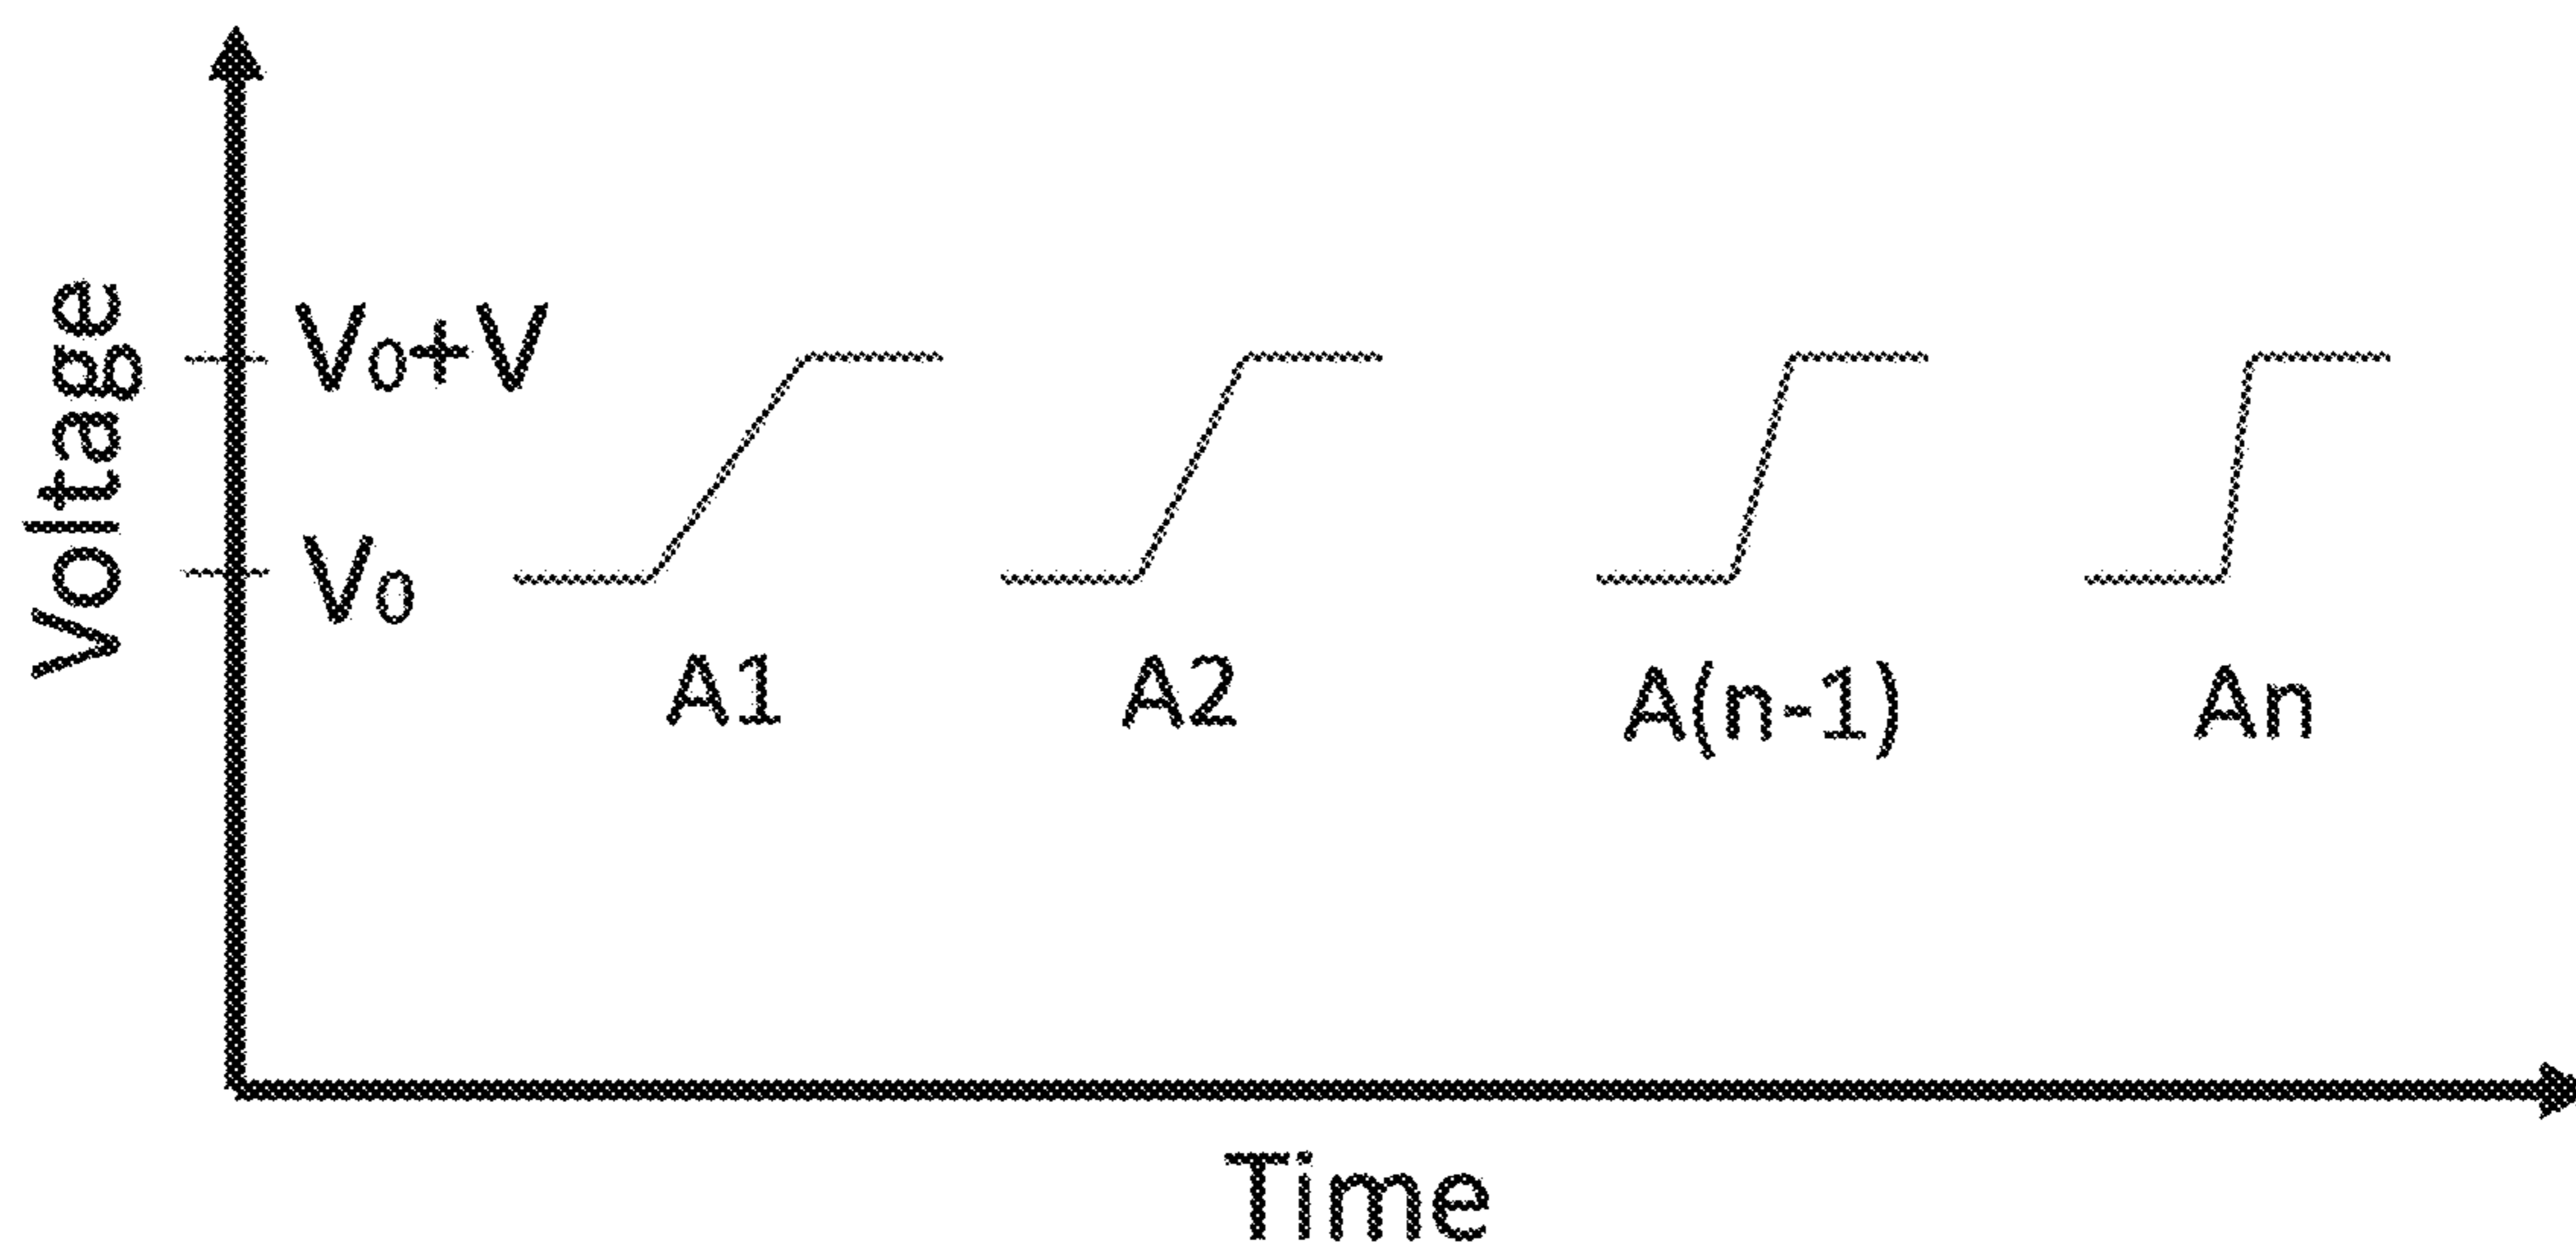 Voltage
V₀+V
V₀
A1
A2
A(n-1)
An
Time